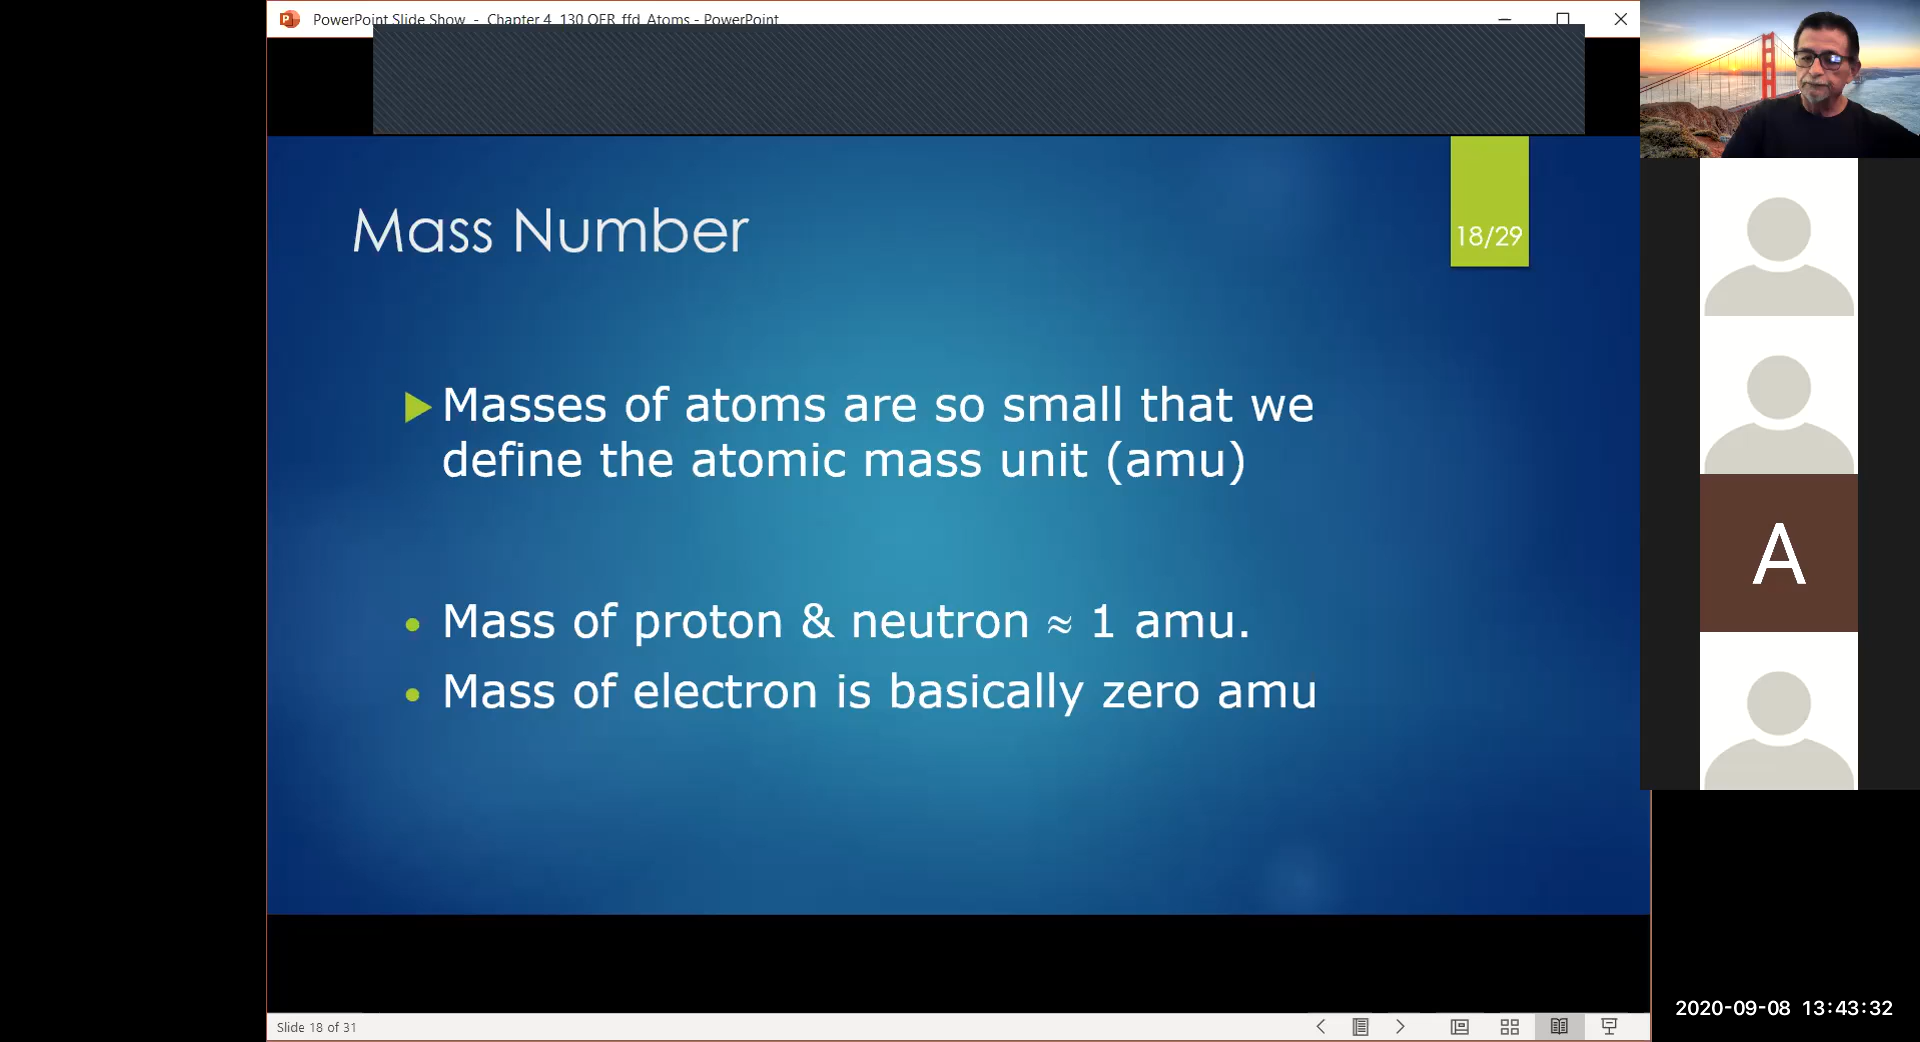 PowerPoint Slide Show - Chapter 4_130 OER_ffd_Atoms - PowerPoint
Mass Number
18/29
Masses of atoms are so small that we
define the atomic mass unit (amu)
• Mass of proton & neutron ≈ 1 amu.
• Mass of electron is basically zero amu
A
Slide 18 of 31
2020-09-08 13:43:32